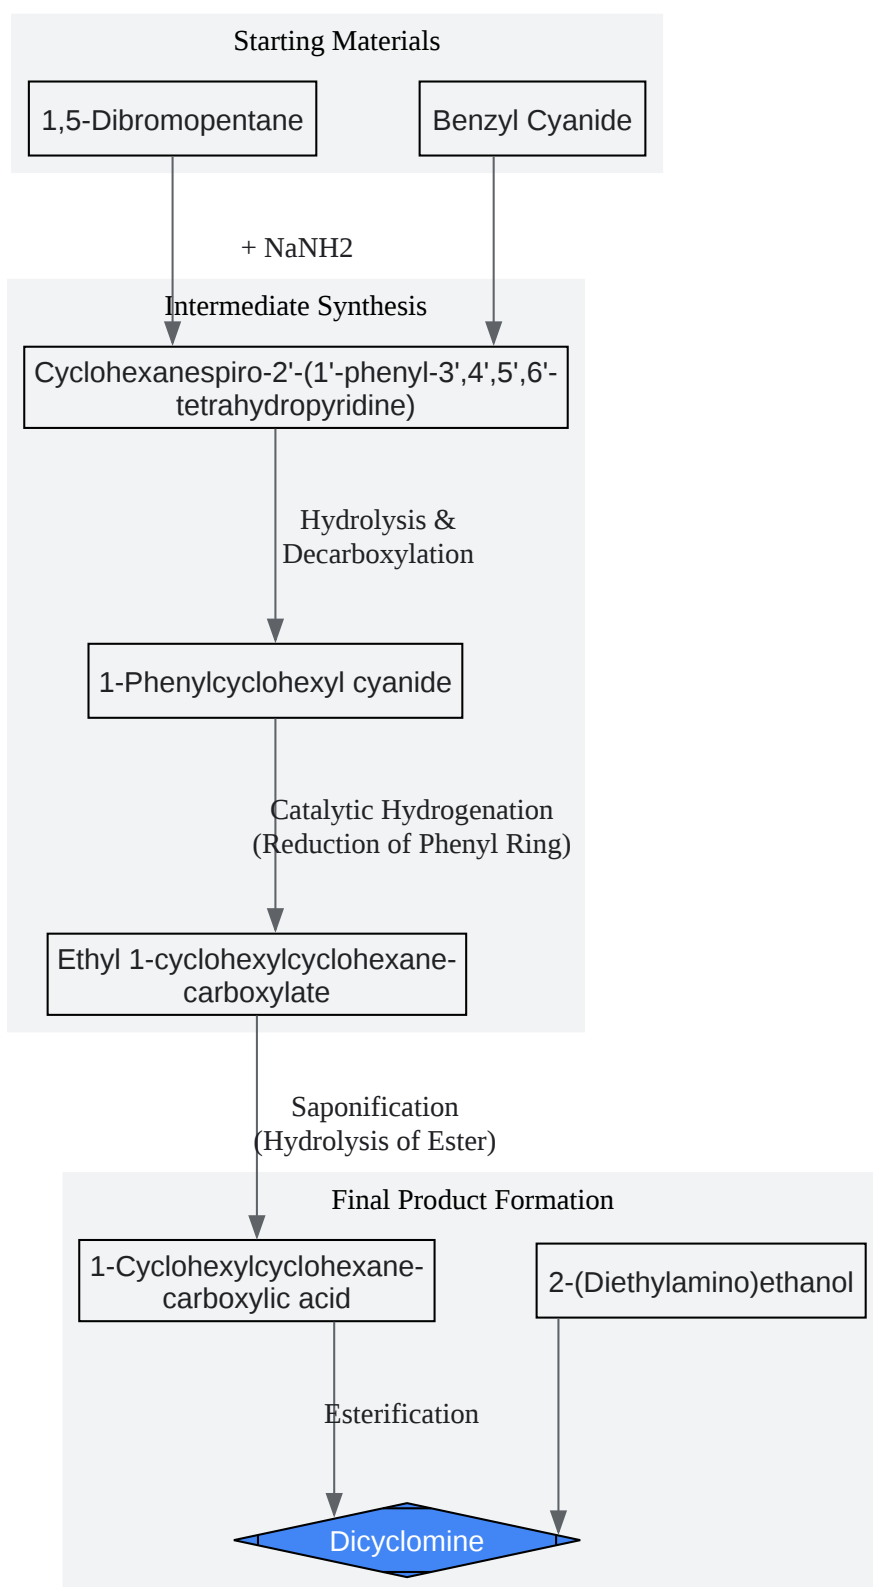 Starting Materials
1,5-Dibromopentane
Benzyl Cyanide
+ NaNH2
Intermediate Synthesis
Cyclohexanespiro-2'-(1'-phenyl-3',4',5',6'-
tetrahydropyridine)
Hydrolysis &
Decarboxylation
1-Phenylcyclohexyl cyanide
Catalytic Hydrogenation
(Reduction of Phenyl Ring)
Ethyl 1-cyclohexylcyclohexane-
carboxylate
Saponification
(Hydrolysis of Ester)
Final Product Formation
1-Cyclohexylcyclohexane-
carboxylic acid
2-(Diethylamino)ethanol
Esterification
Dicyclomine